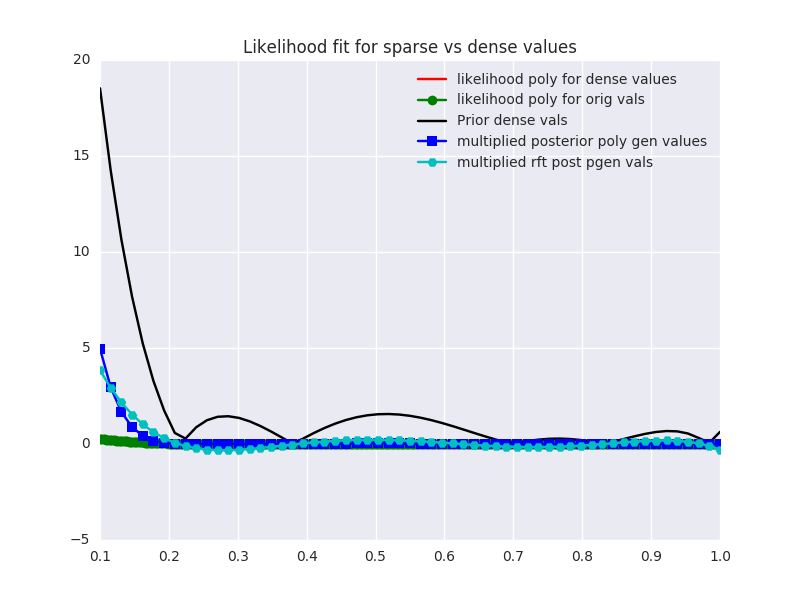 Likelihood fit for sparse vs dense values
20
15
10
5
0
−5
likelihood poly for dense values
likelihood poly for orig vals
Prior dense vals
multiplied posterior poly gen values
multiplied rft post pgen vals
0.1 0.2 0.3 0.4 0.5 0.6 0.7 0.8 0.9 1.0